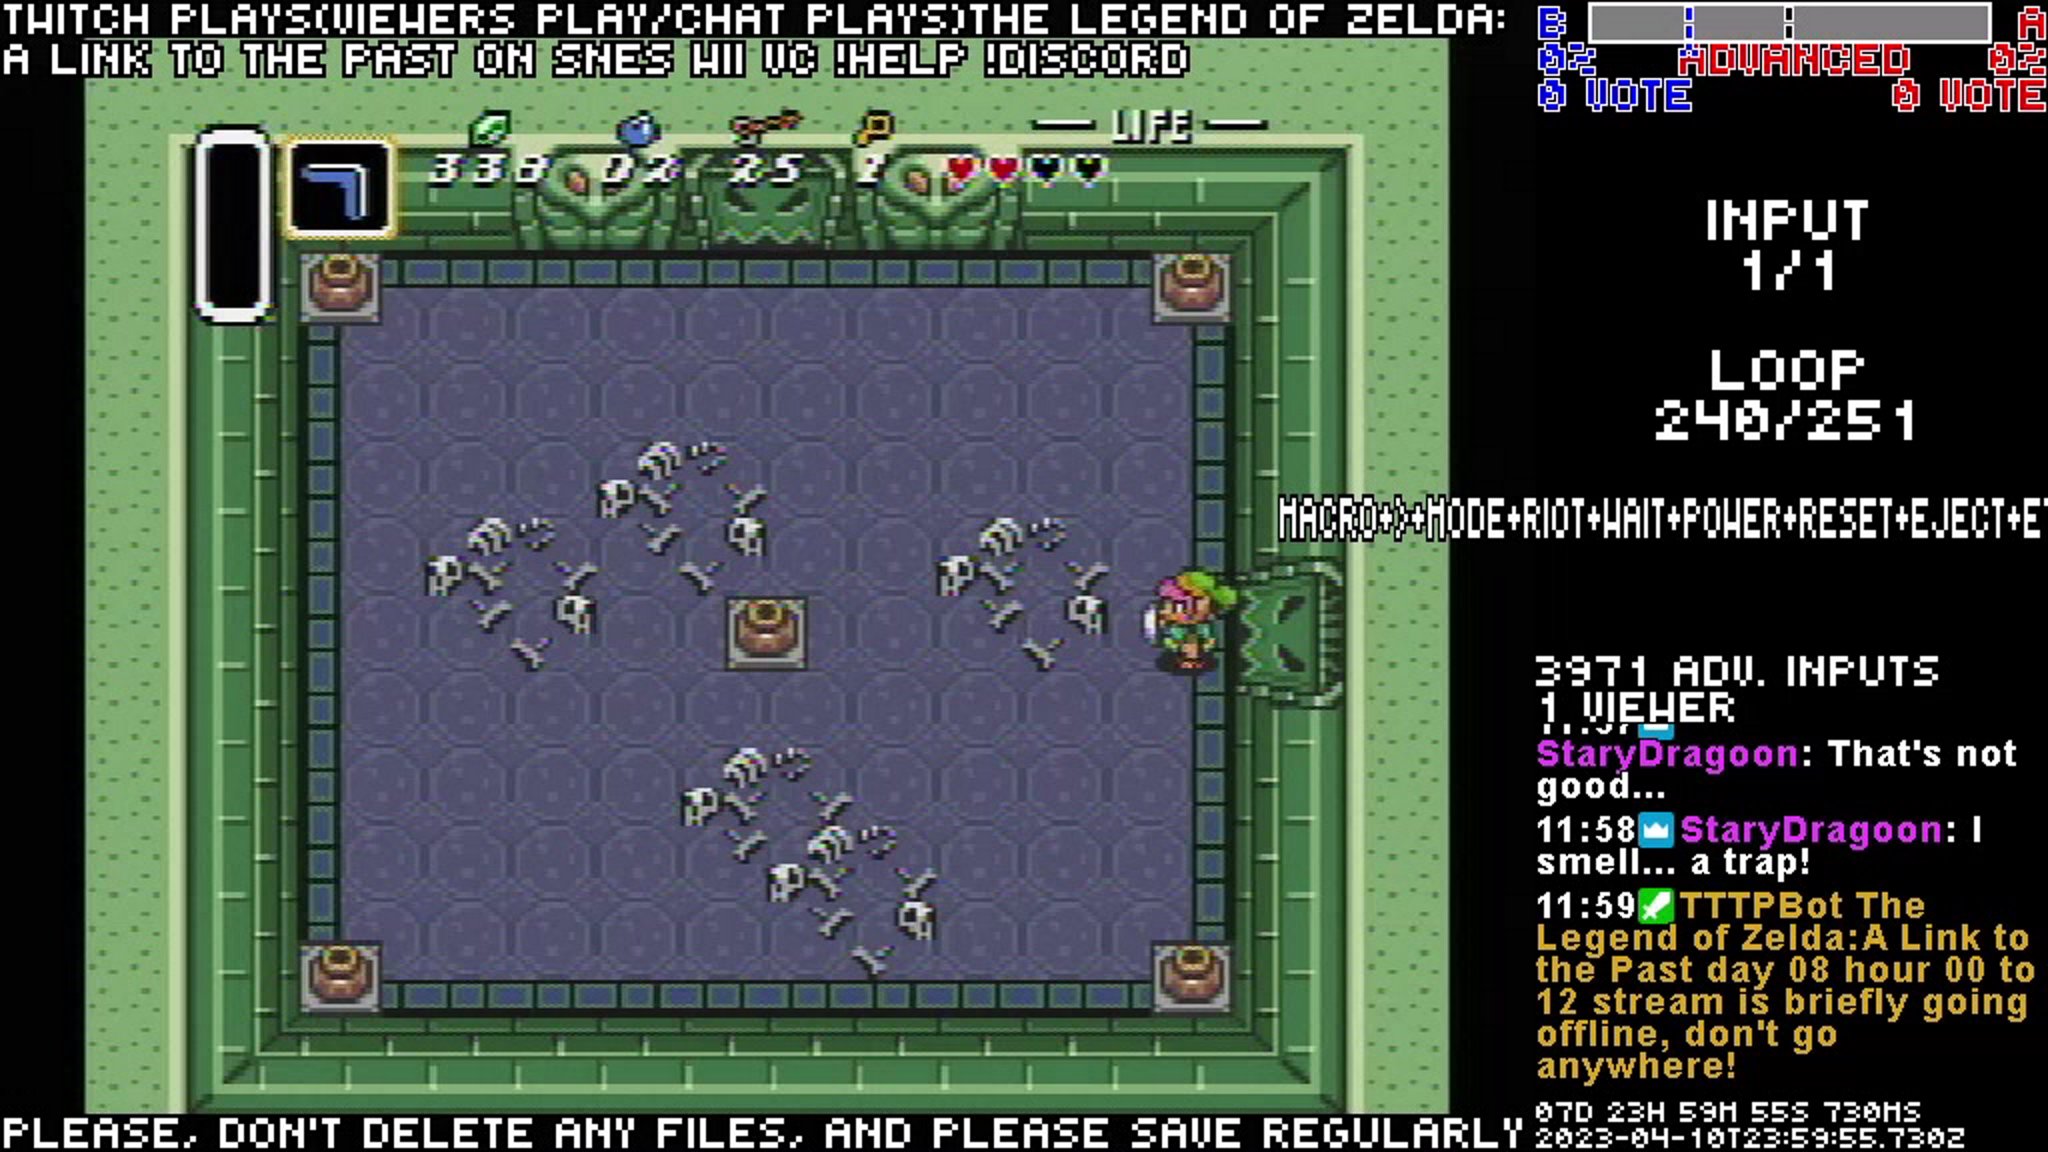 TWITCH PLAYS(VIEWERS PLAY/CHAT PLAYS)THE LEGEND OF ZELDA:
A LINK TO THE PAST ON SNES WII VC !HELP !DISCORD
B A
0% ADVANCED 0%
0 VOTE 0 VOTE
LIFE
338 02 25 1
INPUT
1/1
LOOP
240/251
MACRO+>+MODE+RIOT+WAIT+POWER+RESET+EJECT+E
3971 ADV. INPUTS
1 VIEWER
StaryDragoon: That's not
good...
11:58 StaryDragoon: I
smell... a trap!
11:59 TTTPBot The
Legend of Zelda:A Link to
the Past day 08 hour 00 to
12 stream is briefly going
offline, don't go
anywhere!
07D 23H 59M 55S 730MS
2023-04-10T23:59:55.730Z
PLEASE, DON'T DELETE ANY FILES, AND PLEASE SAVE REGULARLY